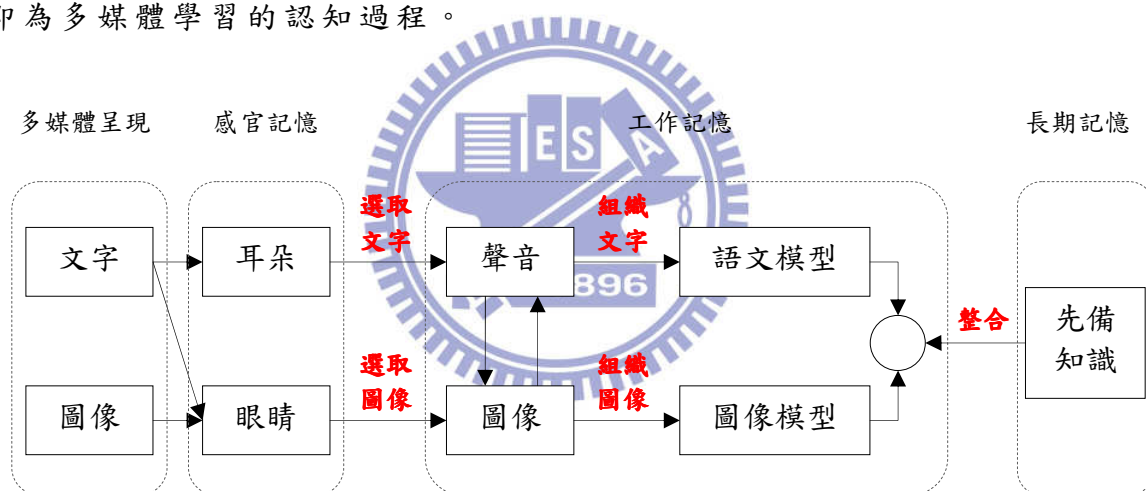 即為多媒體學習的認知過程。
多媒體呈現 感官記憶 工作記憶 長期記憶
選取 組織
文字 文字
文字 耳朵 聲音 語文模型
ESA
1896
整合
先備
知識
選取 組織
圖像 圖像
圖像 眼睛 圖像 圖像模型